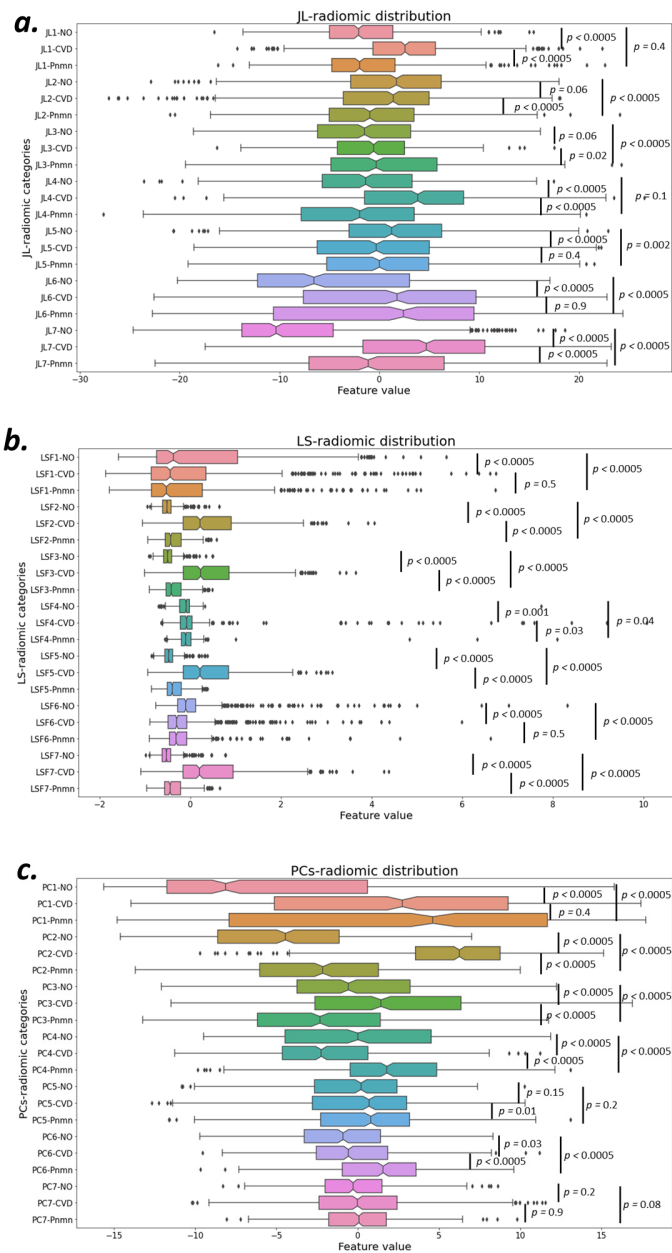 a.
JL-radiomic distribution
JL-radiomic categories
JL1-NO
JL1-CVD
JL1-Pnmn
JL2-NO
JL2-CVD
JL2-Pnmn
JL3-NO
JL3-CVD
JL3-Pnmn
JL4-NO
JL4-CVD
JL4-Pnmn
JL5-NO
JL5-CVD
JL5-Pnmn
JL6-NO
JL6-CVD
JL6-Pnmn
JL7-NO
JL7-CVD
JL7-Pnmn
p < 0.0005
p = 0.4
p < 0.0005
p = 0.06
p < 0.0005
p < 0.0005
p = 0.06
p < 0.0005
p = 0.02
p < 0.0005
p = 0.1
p < 0.0005
p < 0.0005
p = 0.002
p = 0.4
p < 0.0005
p < 0.0005
p = 0.9
p < 0.0005
p < 0.0005
p < 0.0005
−30 −20 −10 0 10 20
Feature value
b.
LS-radiomic distribution
LS-radiomic categories
LSF1-NO
LSF1-CVD
LSF1-Pnmn
LSF2-NO
LSF2-CVD
LSF2-Pnmn
LSF3-NO
LSF3-CVD
LSF3-Pnmn
LSF4-NO
LSF4-CVD
LSF4-Pnmn
LSF5-NO
LSF5-CVD
LSF5-Pnmn
LSF6-NO
LSF6-CVD
LSF6-Pnmn
LSF7-NO
LSF7-CVD
LSF7-Pnmn
p < 0.0005
p < 0.0005
p = 0.5
p < 0.0005
p < 0.0005
p < 0.0005
p < 0.0005
p < 0.0005
p < 0.0005
p = 0.001
p = 0.04
p = 0.03
p < 0.0005
p < 0.0005
p < 0.0005
p < 0.0005
p < 0.0005
p = 0.5
p < 0.0005
p < 0.0005
p < 0.0005
−2 0 2 4 6 8 10
Feature value
c.
PCs-radiomic distribution
PCs-radiomic categories
PC1-NO
PC1-CVD
PC1-Pnmn
PC2-NO
PC2-CVD
PC2-Pnmn
PC3-NO
PC3-CVD
PC3-Pnmn
PC4-NO
PC4-CVD
PC4-Pnmn
PC5-NO
PC5-CVD
PC5-Pnmn
PC6-NO
PC6-CVD
PC6-Pnmn
PC7-NO
PC7-CVD
PC7-Pnmn
p < 0.0005
p < 0.0005
p = 0.4
p < 0.0005
p < 0.0005
p < 0.0005
p < 0.0005
p < 0.0005
p < 0.0005
p < 0.0005
p < 0.0005
p < 0.0005
p = 0.15
p = 0.2
p = 0.01
p = 0.03
p < 0.0005
p < 0.0005
p = 0.2
p = 0.08
p = 0.9
−15 −10 −5 0 5 10 15
Feature value